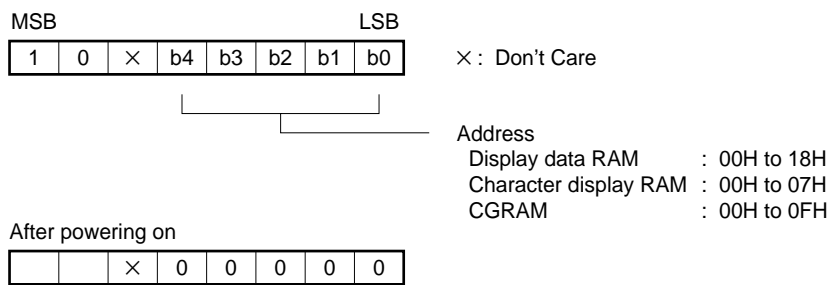 MSB LSB
1 0 × b4 b3 b2 b1 b0 × : Don't Care
Address
Display data RAM : 00H to 18H
Character display RAM : 00H to 07H
CGRAM : 00H to 0FH
After powering on
× 0 0 0 0 0